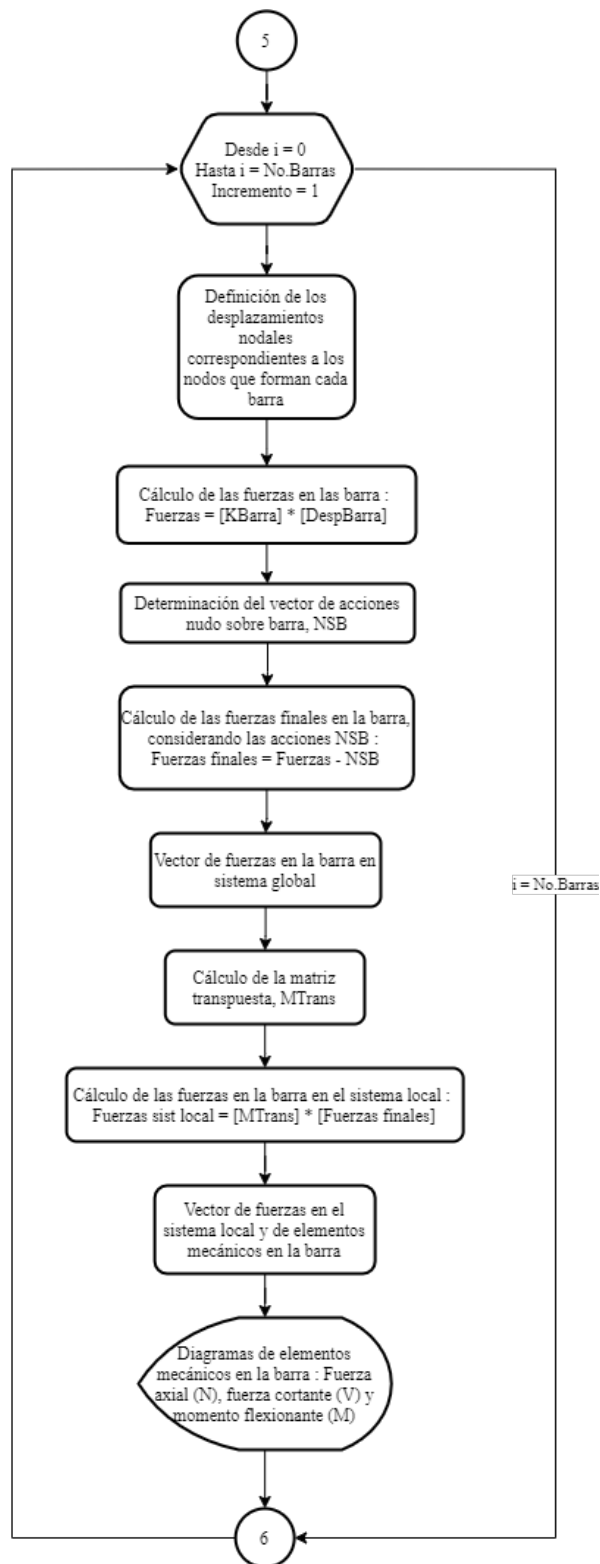 5
Desde i = 0
Hasta i = No.Barras
Incremento = 1
Definición de los
desplazamientos
nodales
correspondientes a los
nodos que forman cada
barra
Cálculo de las fuerzas en las barra :
Fuerzas = [KBarra] * [DespBarra]
Determinación del vector de acciones
nudo sobre barra, NSB
Cálculo de las fuerzas finales en la barra,
considerando las acciones NSB :
Fuerzas finales = Fuerzas - NSB
Vector de fuerzas en la barra en
sistema global
i = No.Barras
Cálculo de la matriz
transpuesta, MTrans
Cálculo de las fuerzas en la barra en el sistema local :
Fuerzas sist local = [MTrans] * [Fuerzas finales]
Vector de fuerzas en el
sistema local y de elementos
mecánicos en la barra
Diagramas de elementos
mecánicos en la barra : Fuerza
axial (N), fuerza cortante (V) y
momento flexionante (M)
6